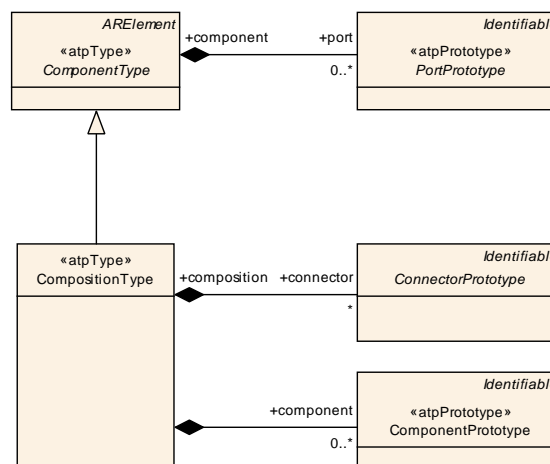 ARElement
«atpType»
ComponentType
+component
+port
0..*
Identifiabl
«atpPrototype»
PortPrototype
«atpType»
CompositionType
+composition
+connector
*
Identifiabl
ConnectorPrototype
+component
0..*
Identifiabl
«atpPrototype»
ComponentPrototype